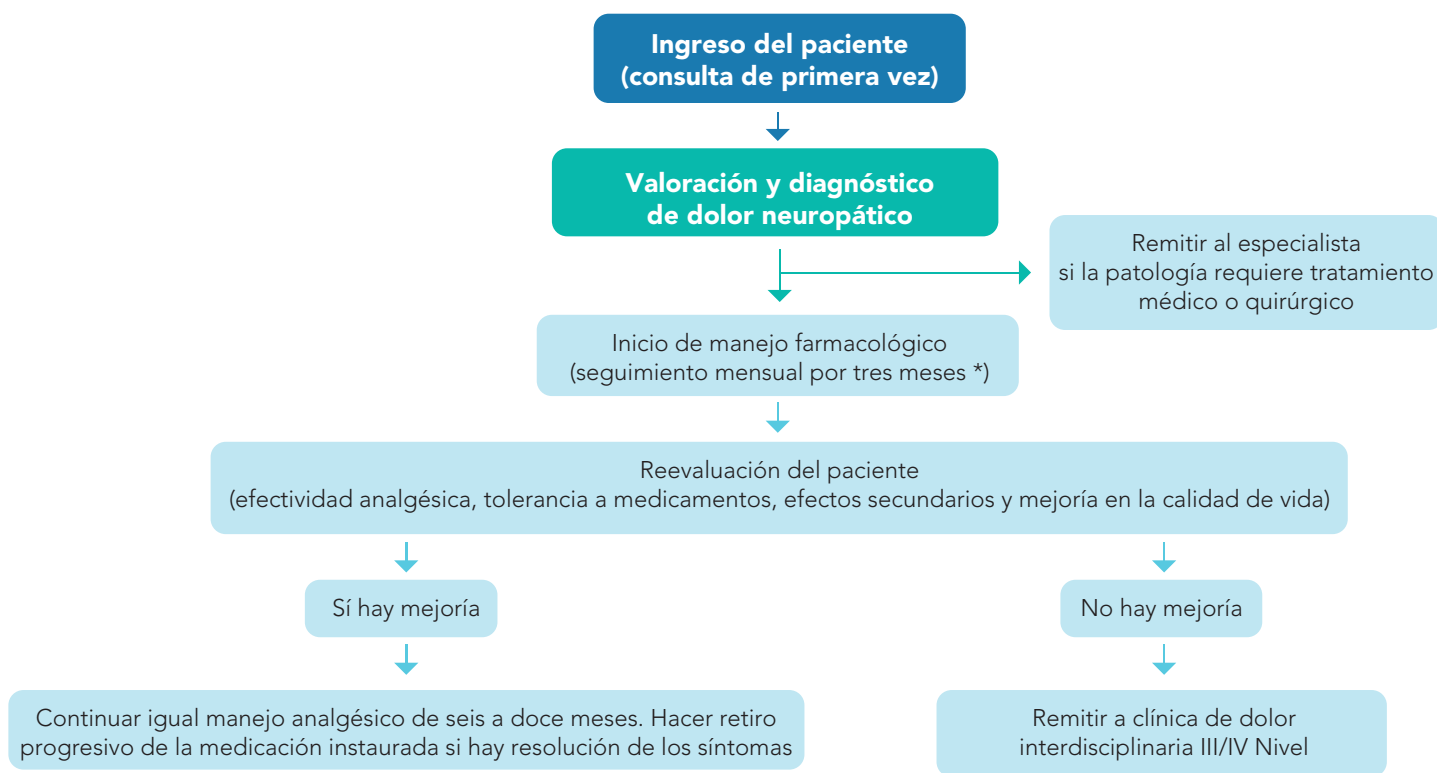 Ingreso del paciente
(consulta de primera vez)
Valoración y diagnóstico
de dolor neuropático
Remitir al especialista
si la patología requiere tratamiento
médico o quirúrgico
Inicio de manejo farmacológico
(seguimiento mensual por tres meses *)
Reevaluación del paciente
(efectividad analgésica, tolerancia a medicamentos, efectos secundarios y mejoría en la calidad de vida)
Sí hay mejoría
No hay mejoría
Continuar igual manejo analgésico de seis a doce meses. Hacer retiro
progresivo de la medicación instaurada si hay resolución de los síntomas
Remitir a clínica de dolor
interdisciplinaria III/IV Nivel